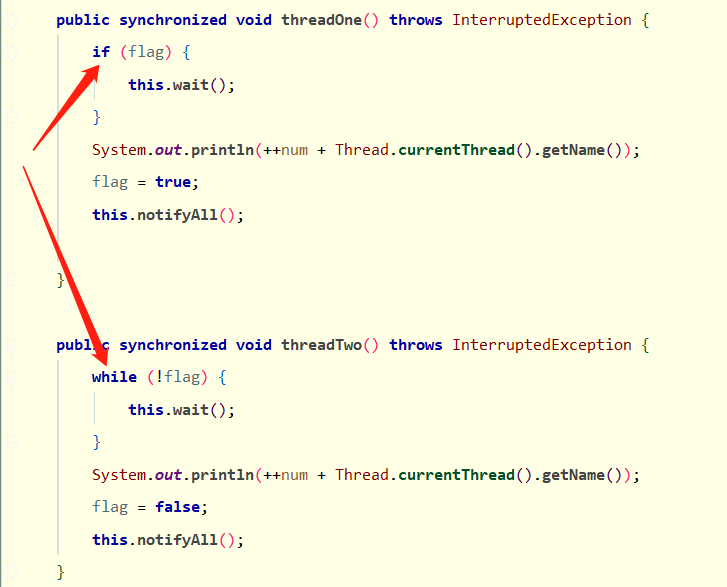 public synchronized void threadOne() throws InterruptedException {
if (flag) {
this.wait();
}
System.out.println(++num + Thread.currentThread().getName());
flag = true;
this.notifyAll();
}
public synchronized void threadTwo() throws InterruptedException {
while (!flag) {
this.wait();
}
System.out.println(++num + Thread.currentThread().getName());
flag = false;
this.notifyAll();
}